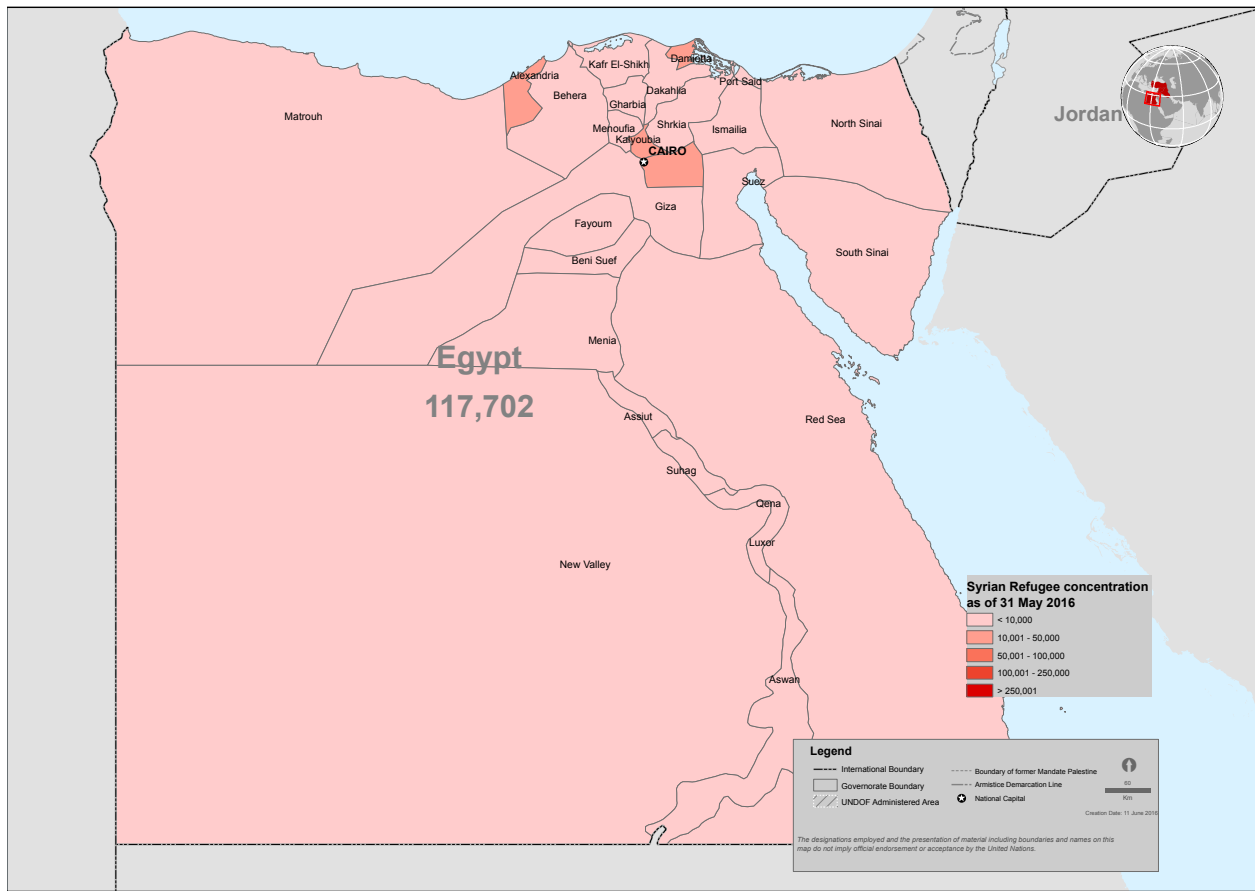 Alexandria
Kafr El-Shikh
Damietta
Port Said
Behera
Dakahlia
Gharbia
Matrouh
Menoufia
Shrkia
Ismailia
North Sinai
Kalyoubia
CAIRO
Jordan
Suez
Giza
Fayoum
South Sinai
Beni Suef
Menia
Egypt
117,702
Assiut
Red Sea
Suhag
Qena
Luxor
New Valley
Aswan
Syrian Refugee concentration
as of 31 May 2016
< 10,000
10,001 - 50,000
50,001 - 100,000
100,001 - 250,000
> 250,001
Legend
International Boundary
Governorate Boundary
UNDOF Administered Area
Boundary of former Mandate Palestine
Armistice Demarcation Line
National Capital
60
Km
Creation Date: 11 June 2016
The designations employed and the presentation of material including boundaries and names on this
map do not imply official endorsement or acceptance by the United Nations.